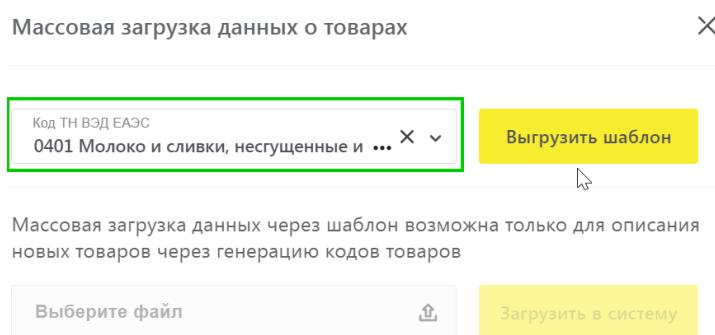 Массовая загрузка данных о товарах
Код ТН ВЭД ЕАЭС
0401 Молоко и сливки, несгущенные и ...
Выгрузить шаблон
Массовая загрузка данных через шаблон возможна только для описания
новых товаров через генерацию кодов товаров
Выберите файл
Загрузить в систему